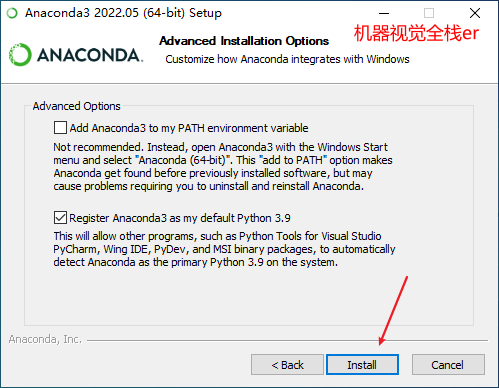 Anaconda3 2022.05 (64-bit) Setup
机器视觉全栈er
ANACONDA.
Advanced Installation Options
Customize how Anaconda integrates with Windows
Advanced Options
Add Anaconda3 to my PATH environment variable
Not recommended. Instead, open Anaconda3 with the Windows Start
menu and select "Anaconda (64-bit)". This "add to PATH" option makes
Anaconda get found before previously installed software, but may
cause problems requiring you to uninstall and reinstall Anaconda.
Register Anaconda3 as my default Python 3.9
This will allow other programs, such as Python Tools for Visual Studio
PyCharm, Wing IDE, PyDev, and MSI binary packages, to automatically
detect Anaconda as the primary Python 3.9 on the system.
Anaconda, Inc.
< Back
Install
Cancel